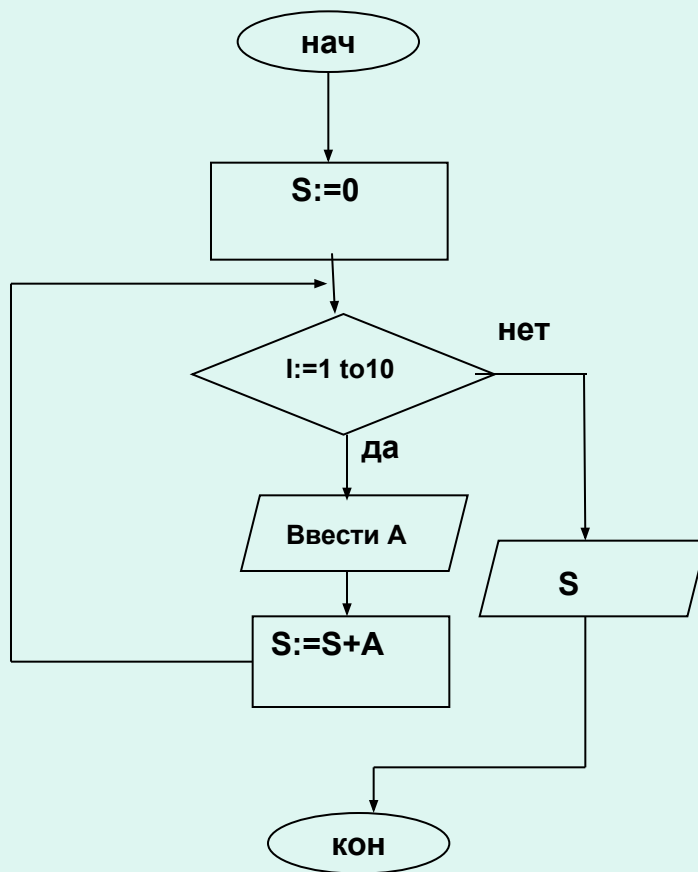 нач
S:=0
I:=1 to10
нет
да
Ввести А
S
S:=S+A
кон